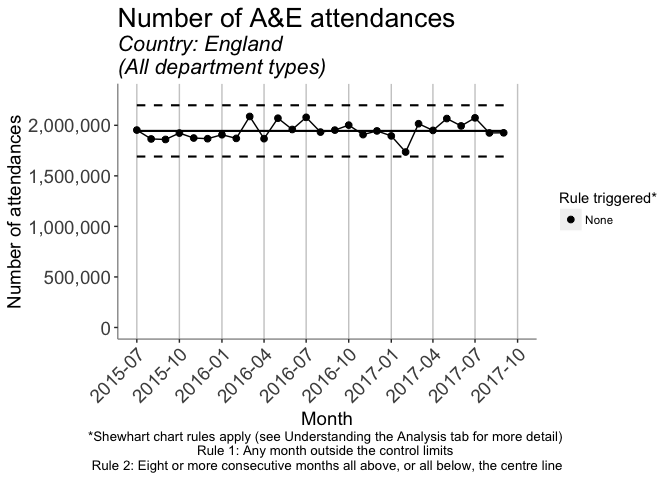 Number of A&E attendances
Country: England
(All department types)
Number of attendances
2,000,000
1,500,000
1,000,000
500,000
0
2015-07
2015-10
2016-01
2016-04
2016-07
2016-10
2017-01
2017-04
2017-07
2017-10
Month
Rule triggered*
None
*Shewhart chart rules apply (see Understanding the Analysis tab for more detail)
Rule 1: Any month outside the control limits
Rule 2: Eight or more consecutive months all above, or all below, the centre line